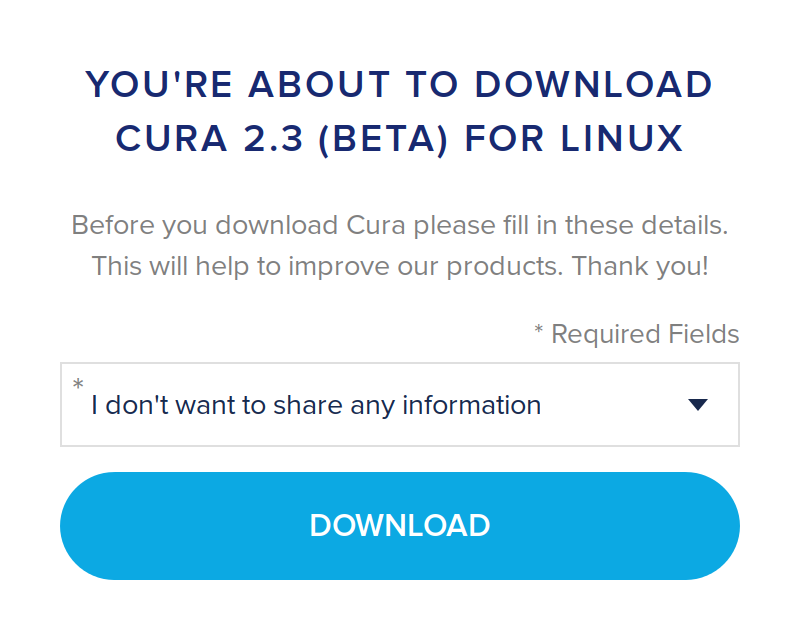 YOU'RE ABOUT TO DOWNLOAD
CURA 2.3 (BETA) FOR LINUX
Before you download Cura please fill in these details.
This will help to improve our products. Thank you!
* Required Fields
* I don't want to share any information
DOWNLOAD